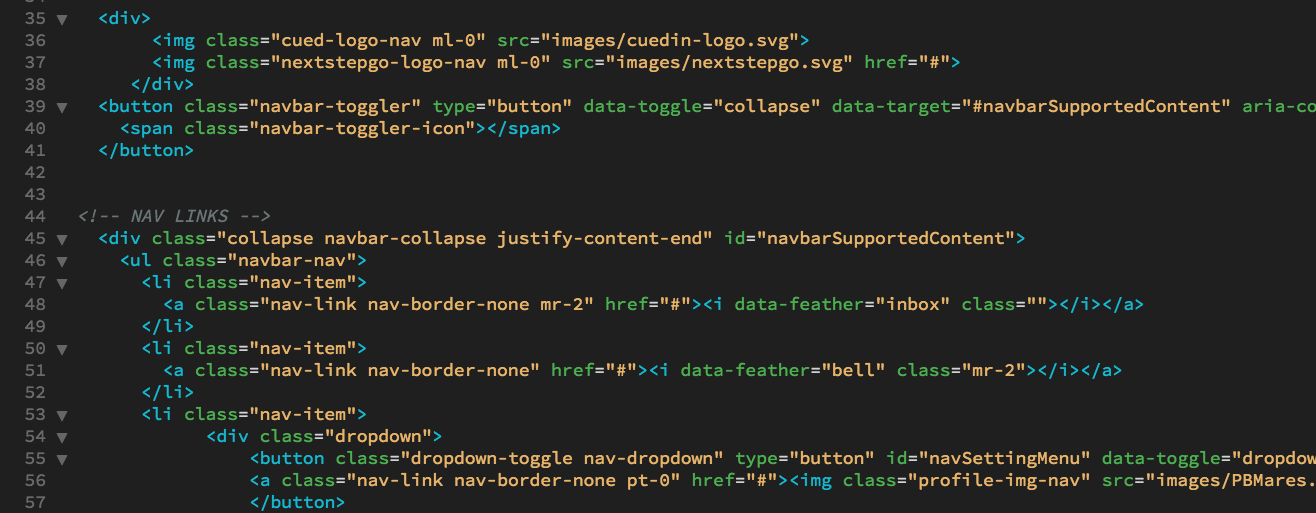 35 ▼ <div>
36 <img class="cued-logo-nav ml-0" src="images/cuedin-logo.svg">
37 <img class="nextstepgo-logo-nav ml-0" src="images/nextstepgo.svg" href="#">
38 </div>
39 ▼ <button class="navbar-toggler" type="button" data-toggle="collapse" data-target="#navbarSupportedContent" aria-co
40 <span class="navbar-toggler-icon"></span>
41 </button>
42
43
44 <!-- NAV LINKS -->
45 ▼ <div class="collapse navbar-collapse justify-content-end" id="navbarSupportedContent">
46 ▼ <ul class="navbar-nav">
47 ▼ <li class="nav-item">
48 <a class="nav-link nav-border-none mr-2" href="#"><i data-feather="inbox" class=""></i></a>
49 </li>
50 ▼ <li class="nav-item">
51 <a class="nav-link nav-border-none" href="#"><i data-feather="bell" class="mr-2"></i></a>
52 </li>
53 ▼ <li class="nav-item">
54 ▼ <div class="dropdown">
55 ▼ <button class="dropdown-toggle nav-dropdown" type="button" id="navSettingMenu" data-toggle="dropdow
56 <a class="nav-link nav-border-none pt-0" href="#"><img class="profile-img-nav" src="images/PBMares.
57 </button>